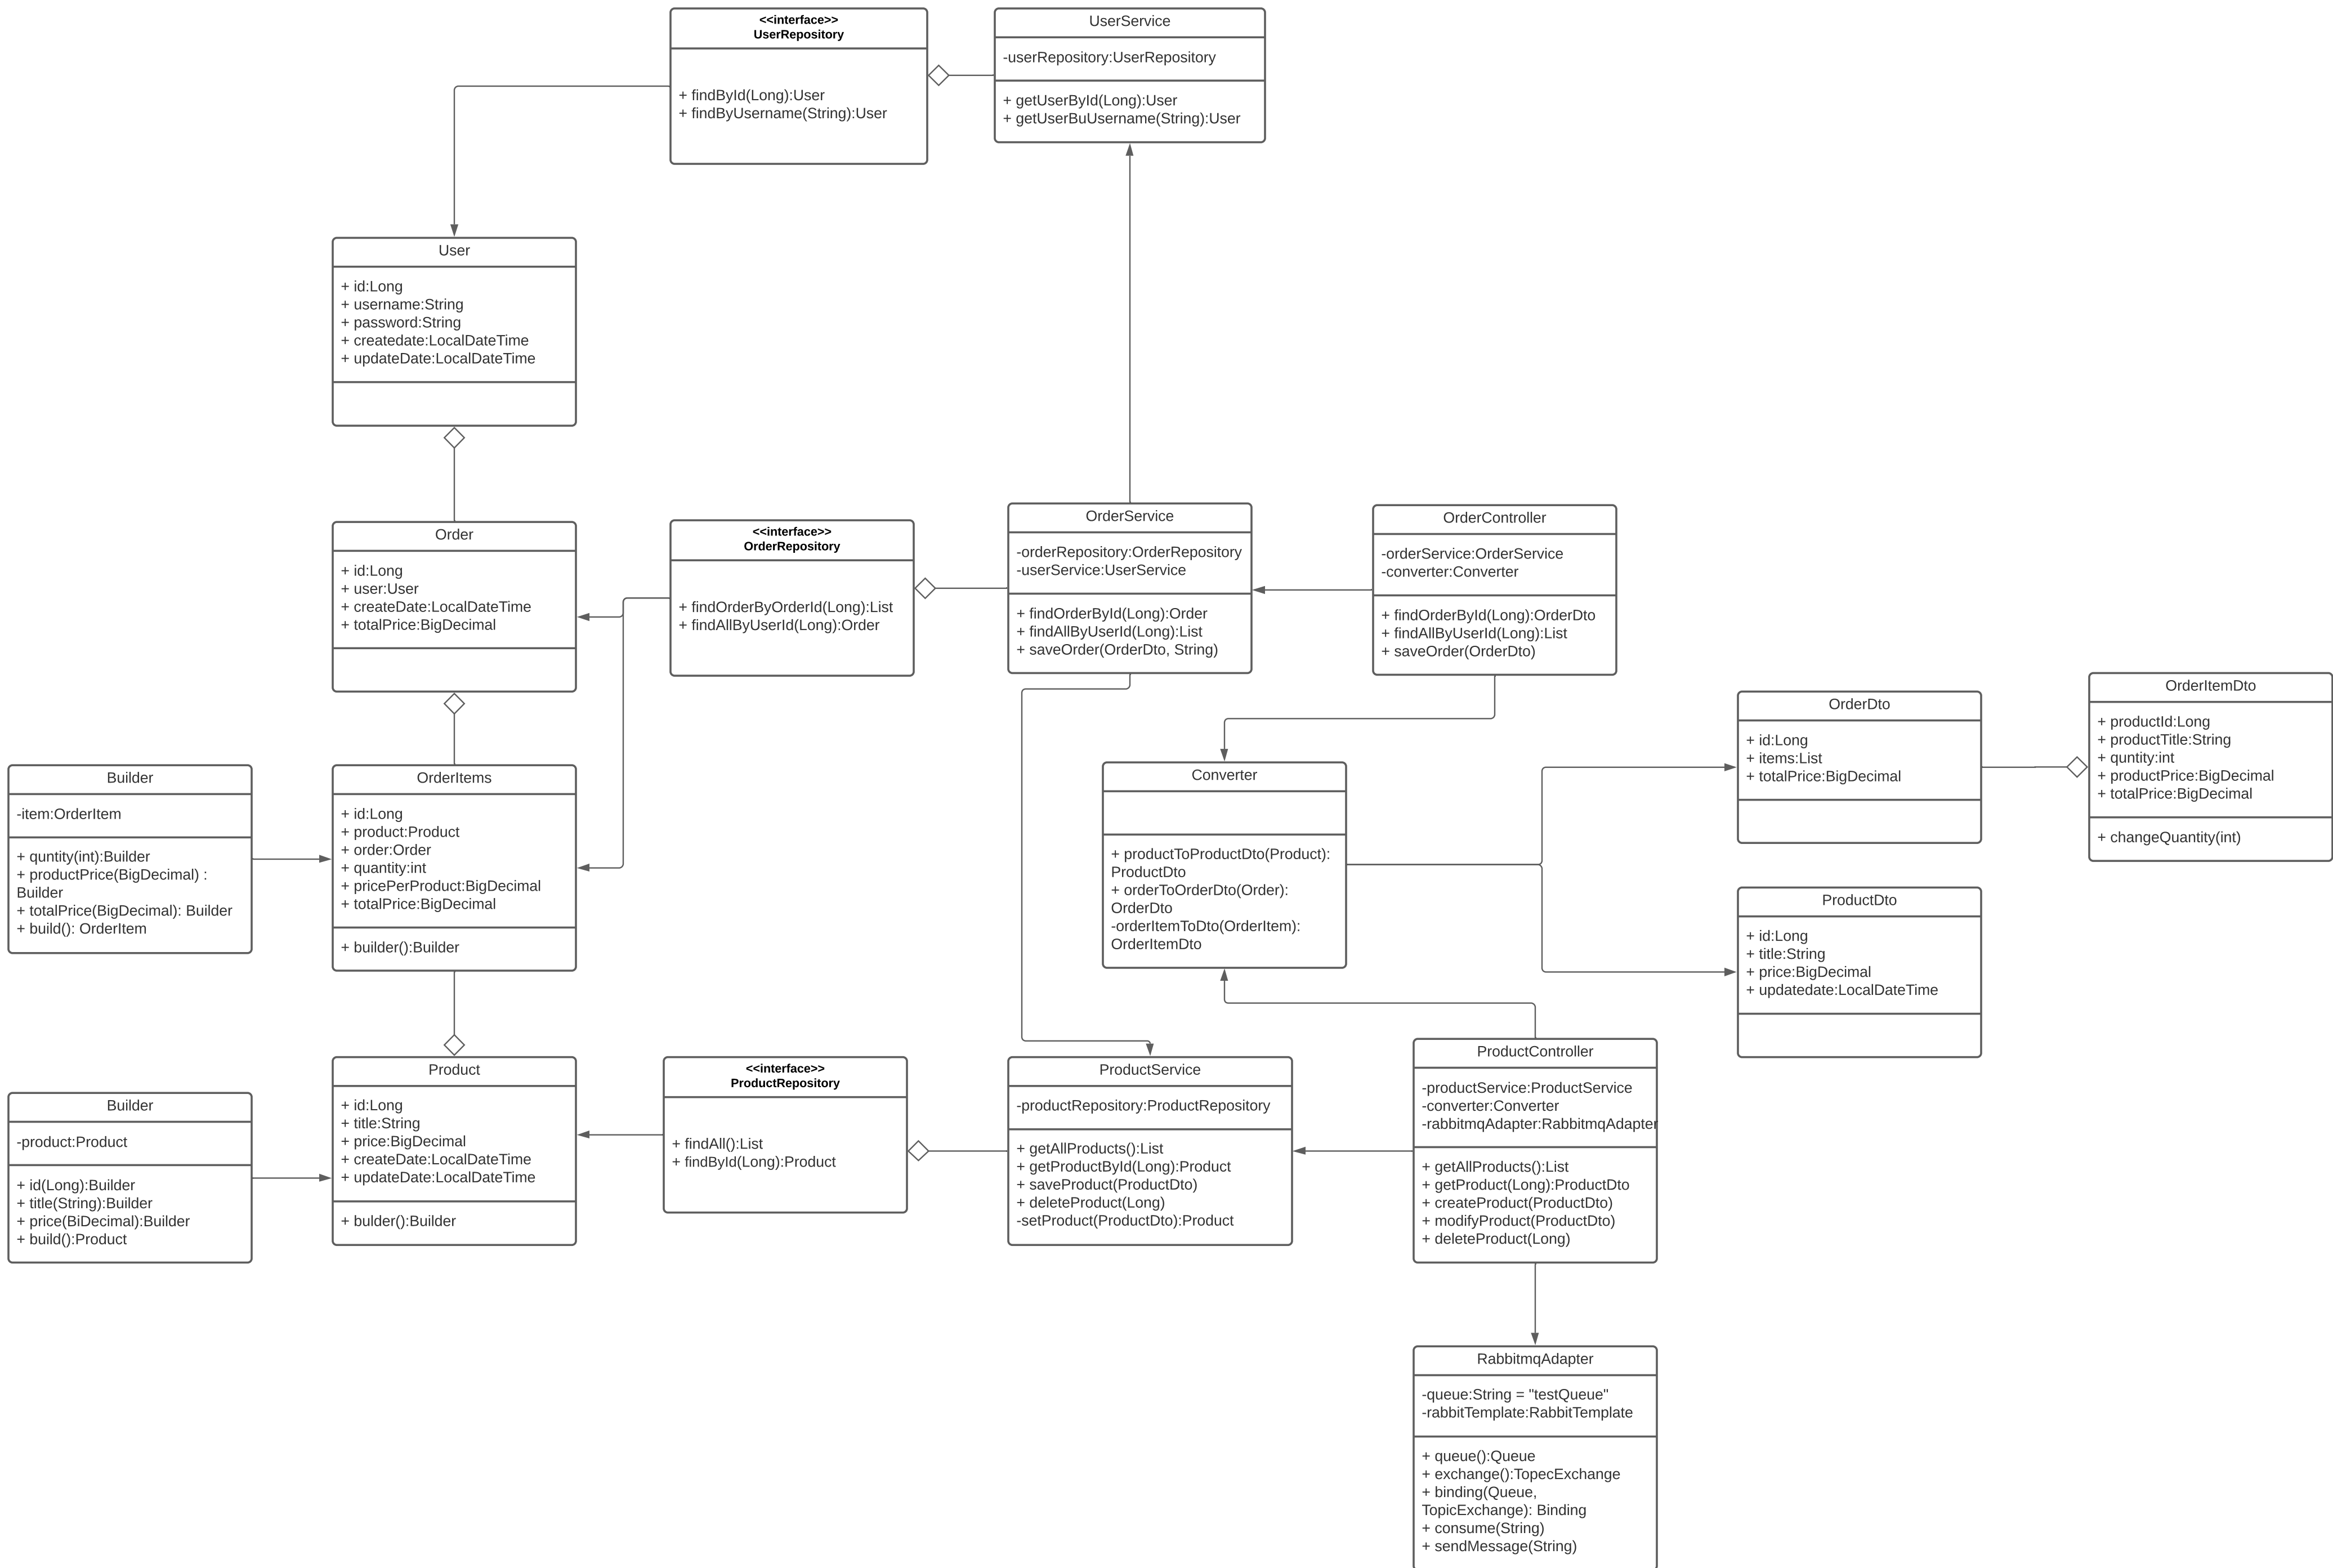 <<interface>>
UserRepository
+ findById(Long):User
+ findByUsername(String):User
UserService
-userRepository:UserRepository
+ getUserById(Long):User
+ getUserBuUsername(String):User
User
+ id:Long
+ username:String
+ password:String
+ createdate:LocalDateTime
+ updateDate:LocalDateTime
Order
+ id:Long
+ user:User
+ createDate:LocalDateTime
+ totalPrice:BigDecimal
<<interface>>
OrderRepository
+ findOrderByOrderId(Long):List
+ findAllByUserId(Long):Order
OrderService
-orderRepository:OrderRepository
-userService:UserService
+ findOrderById(Long):Order
+ findAllByUserId(Long):List
+ saveOrder(OrderDto, String)
OrderController
-orderService:OrderService
-converter:Converter
+ findOrderById(Long):OrderDto
+ findAllByUserId(Long):List
+ saveOrder(OrderDto)
OrderDto
+ id:Long
+ items:List
+ totalPrice:BigDecimal
OrderItemDto
+ productId:Long
+ productTitle:String
+ quntity:int
+ productPrice:BigDecimal
+ totalPrice:BigDecimal
+ changeQuantity(int)
Builder
-item:OrderItem
+ quntity(int):Builder
+ productPrice(BigDecimal) :
Builder
+ totalPrice(BigDecimal): Builder
+ build(): OrderItem
OrderItems
+ id:Long
+ product:Product
+ order:Order
+ quantity:int
+ pricePerProduct:BigDecimal
+ totalPrice:BigDecimal
+ builder():Builder
Converter
+ productToProductDto(Product):
ProductDto
+ orderToOrderDto(Order):
OrderDto
-orderItemToDto(OrderItem):
OrderItemDto
ProductDto
+ id:Long
+ title:String
+ price:BigDecimal
+ updatedate:LocalDateTime
Builder
-product:Product
+ id(Long):Builder
+ title(String):Builder
+ price(BiDecimal):Builder
+ build():Product
Product
+ id:Long
+ title:String
+ price:BigDecimal
+ createDate:LocalDateTime
+ updateDate:LocalDateTime
+ bulder():Builder
<<interface>>
ProductRepository
+ findAll():List
+ findById(Long):Product
ProductService
-productRepository:ProductRepository
+ getAllProducts():List
+ getProductById(Long):Product
+ saveProduct(ProductDto)
+ deleteProduct(Long)
-setProduct(ProductDto):Product
ProductController
-productService:ProductService
-converter:Converter
-rabbitmqAdapter:RabbitmqAdapter
+ getAllProducts():List
+ getProduct(Long):ProductDto
+ createProduct(ProductDto)
+ modifyProduct(ProductDto)
+ deleteProduct(Long)
RabbitmqAdapter
-queue:String = "testQueue"
-rabbitTemplate:RabbitTemplate
+ queue():Queue
+ exchange():TopecExchange
+ binding(Queue,
TopicExchange): Binding
+ consume(String)
+ sendMessage(String)